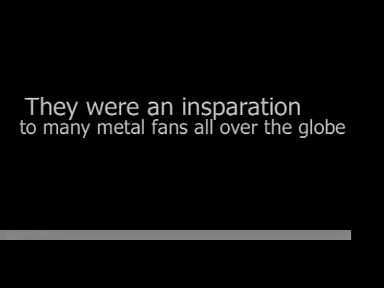 They were an insparation
to many metal fans all over the globe